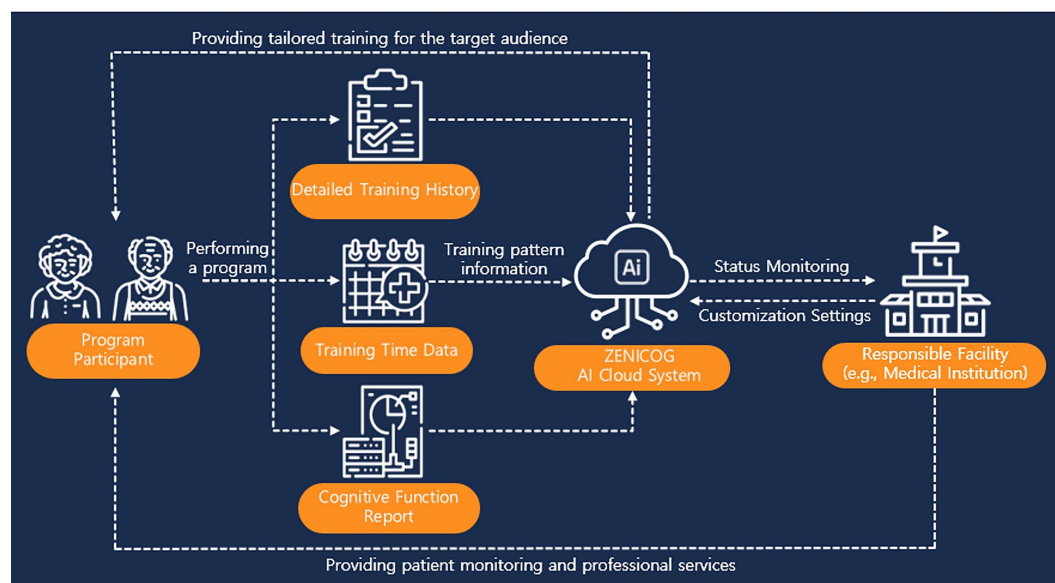 Providing tailored training for the target audience
Detailed Training History
Performing
a program
Training pattern
information
Ai
Status Monitoring
Customization Settings
Program
Participant
Training Time Data
ZENICOG
AI Cloud System
Responsible Facility
(e.g., Medical Institution)
Cognitive Function
Report
Providing patient monitoring and professional services